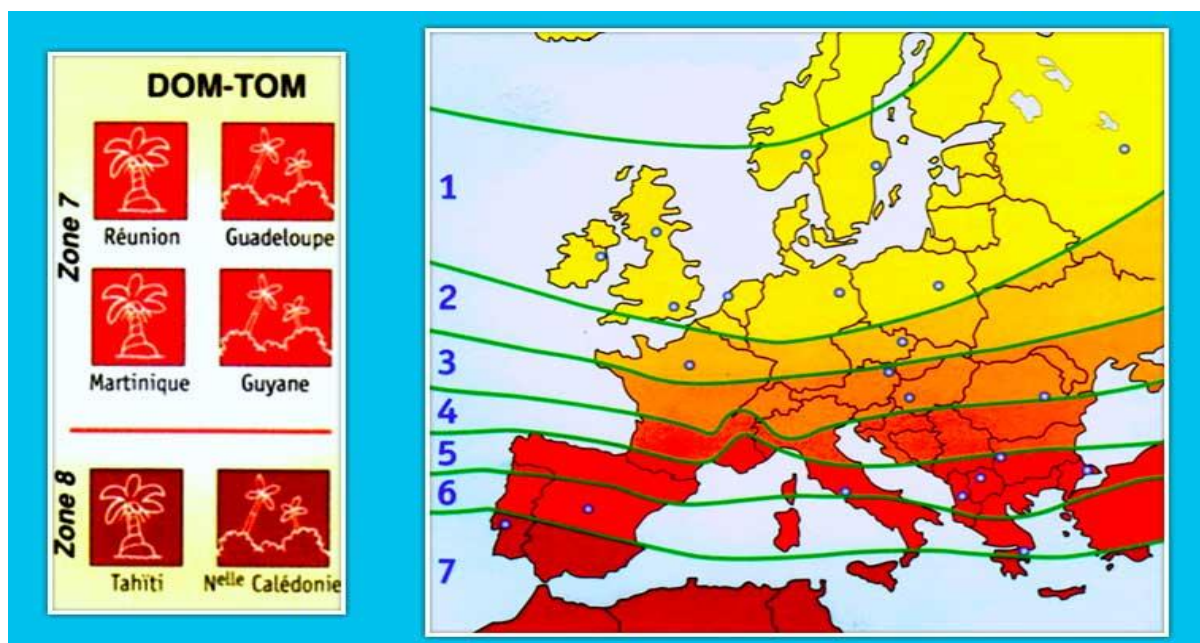 DOM-TOM
Zone 7
Réunion Guadeloupe
Martinique Guyane
Zone 8
Tahïti Nelle Calédonie
1
2
3
4
5
6
7